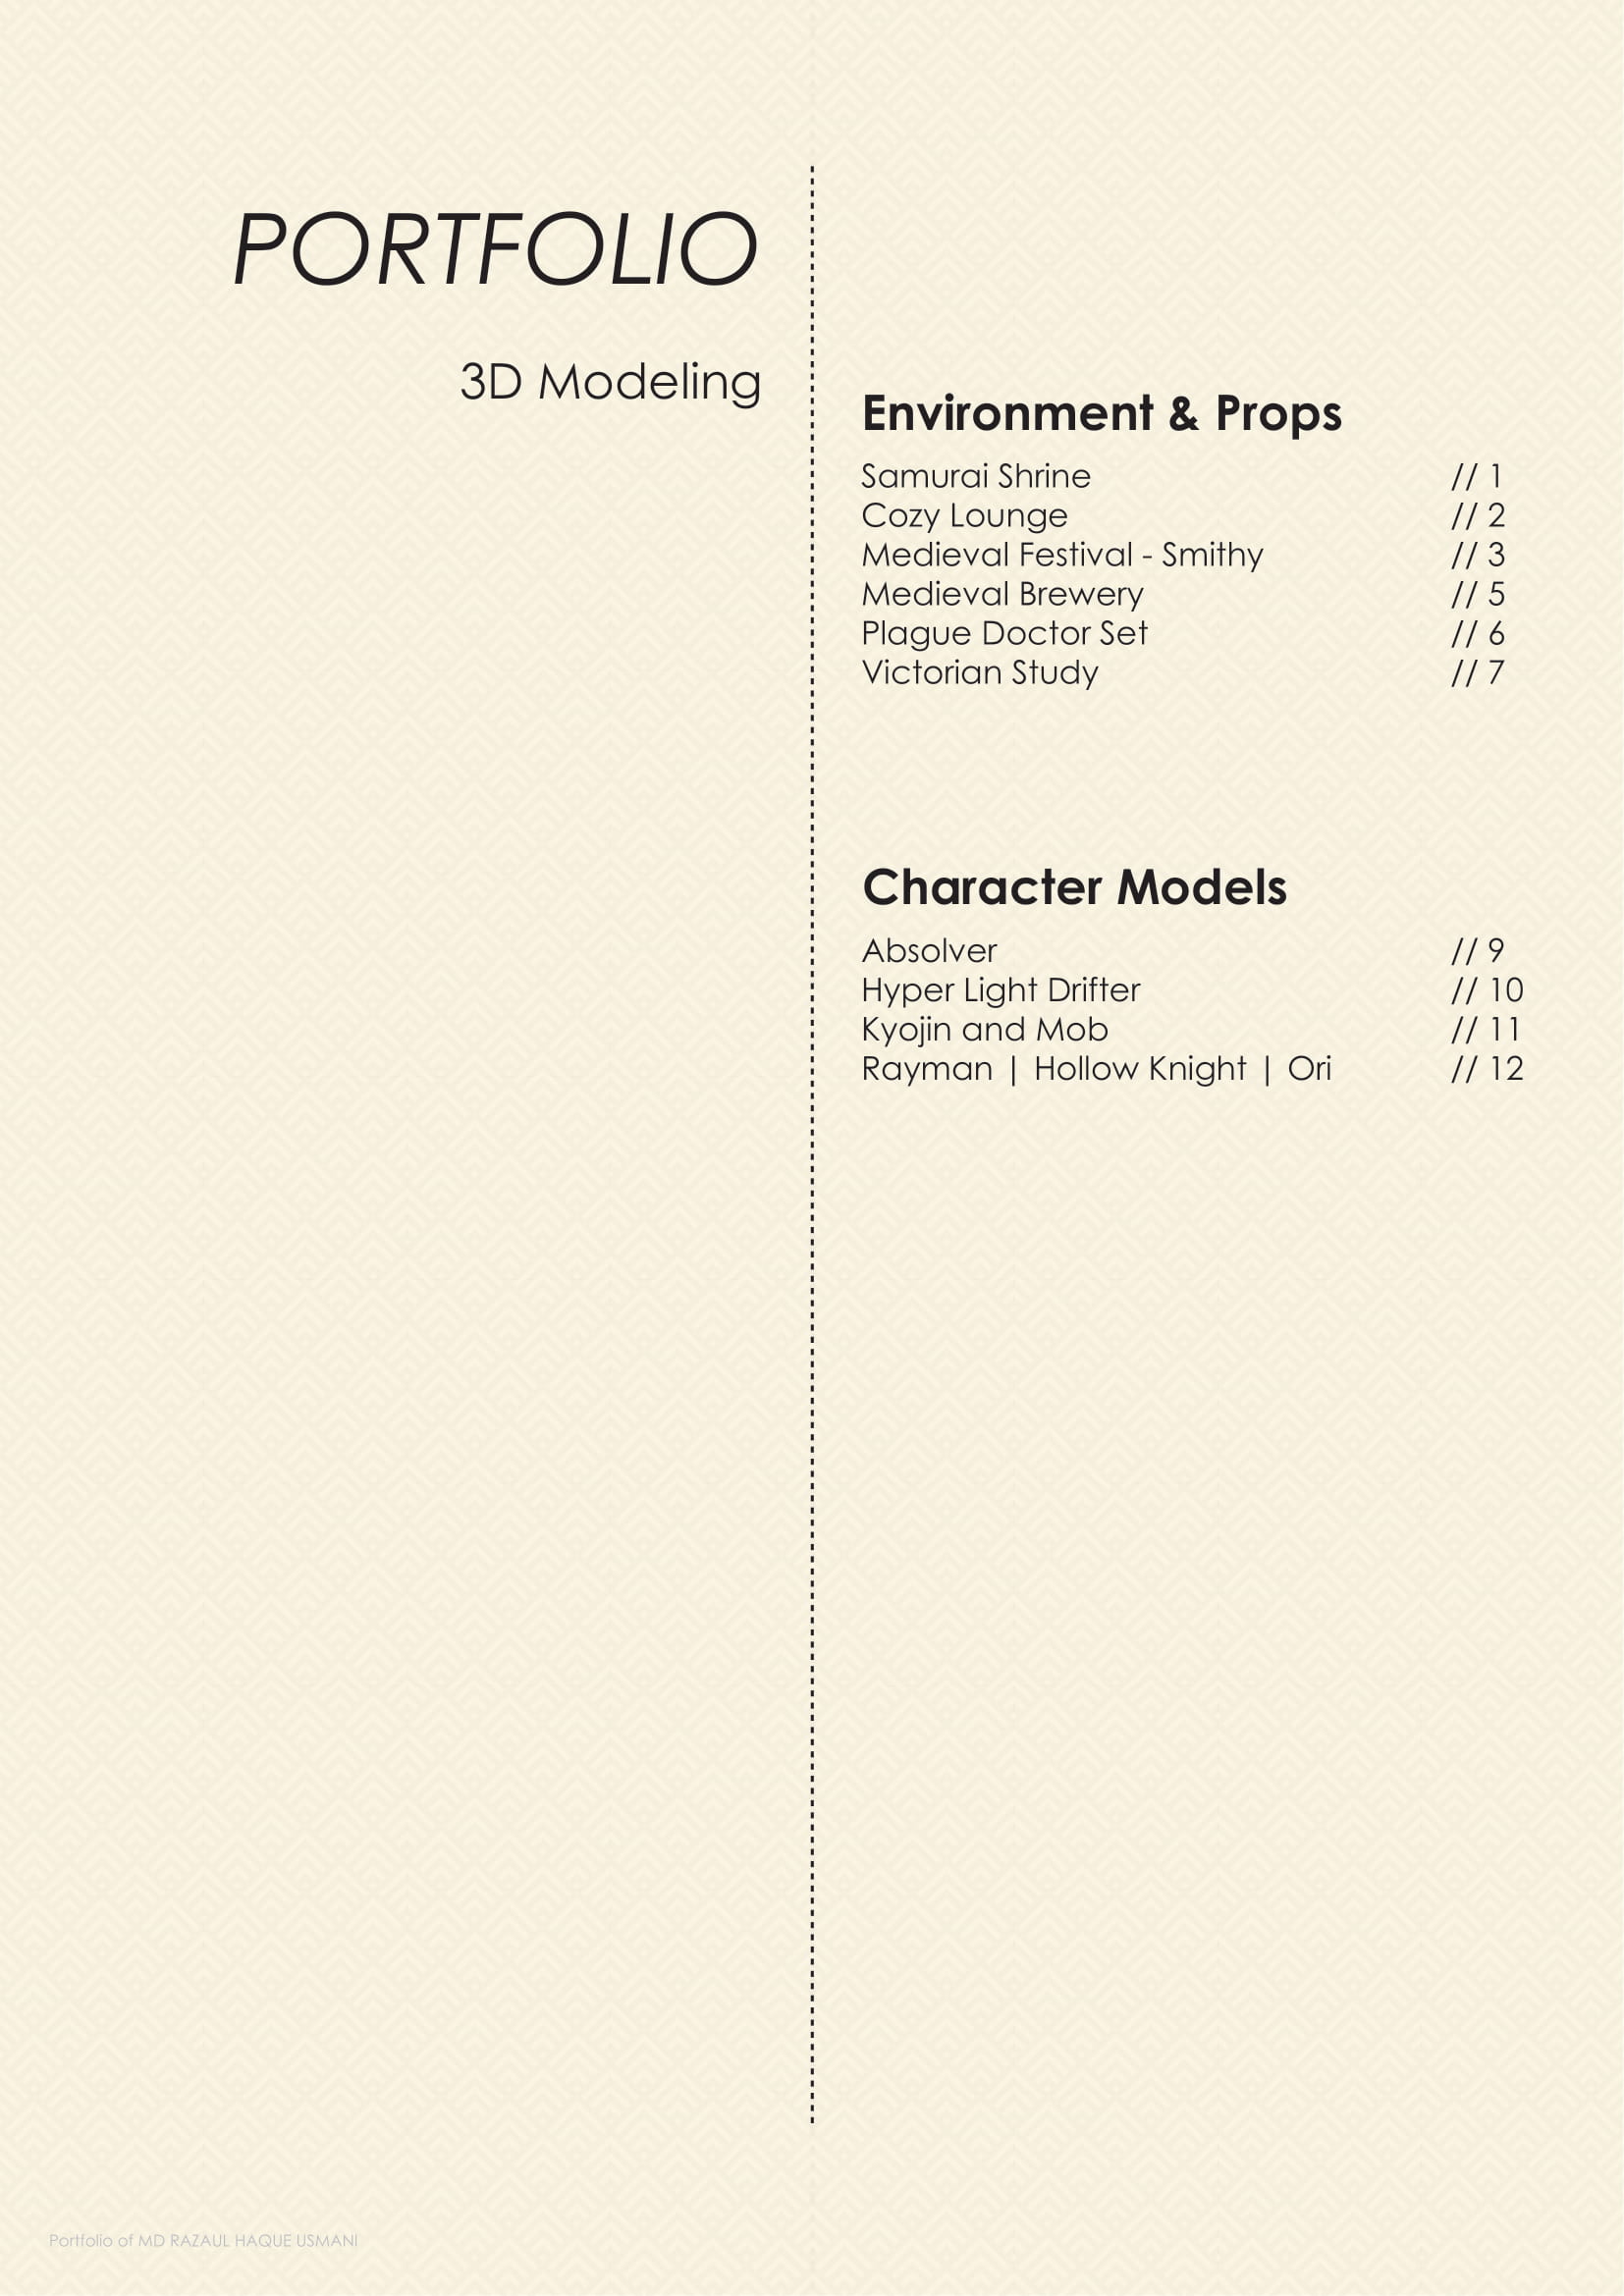 PORTFOLIO
3D Modeling
Environment & Props
Samurai Shrine // 1
Cozy Lounge // 2
Medieval Festival - Smithy // 3
Medieval Brewery // 5
Plague Doctor Set // 6
Victorian Study // 7
Character Models
Absolver // 9
Hyper Light Drifter // 10
Kyojin and Mob // 11
Rayman | Hollow Knight | Ori // 12
Portfolio of MD RAZAUL HAQUE USMANI